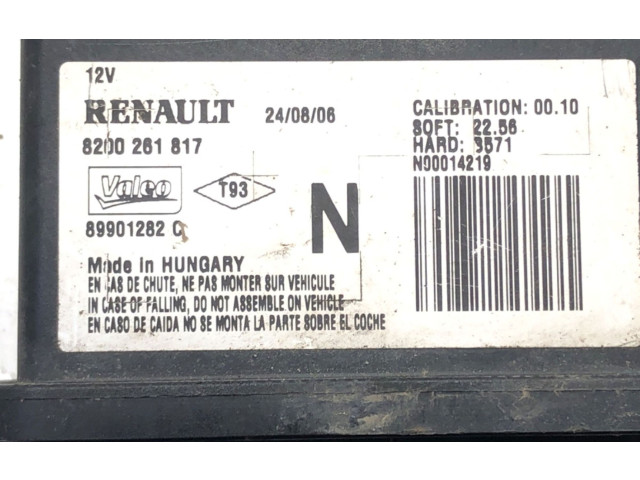 12V
RENAULT 24/08/06
8200 261 817
Valeo
T93
89901282 C
N
CALIBRATION: 00.10
SOFT: 22.56
HARD: 3571
N00014219
Made In HUNGARY
EN CAS DE CHUTE, NE PAS MONTER SUR VEHICULE
IN CASE OF FALLING, DO NOT ASSEMBLE ON VEHICLE
EN CASO DE CAIDA NO SE MONTA LA PARTE SOBRE EL COCHE